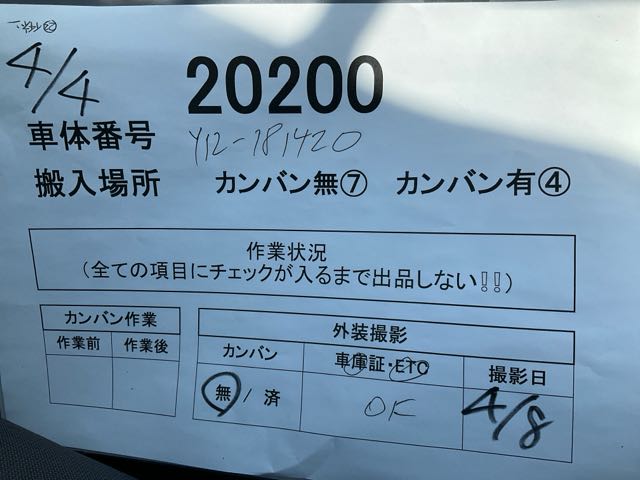 4/4
20200
車体番号 Y12-181420
搬入場所 カンバン無⑦ カンバン有④
作業状況
(全ての項目にチェックが入るまで出品しない!!)
カンバン作業
作業前 作業後
外装撮影
カンバン 車庫証・ETC 撮影日
無 / 済 OK 4/8